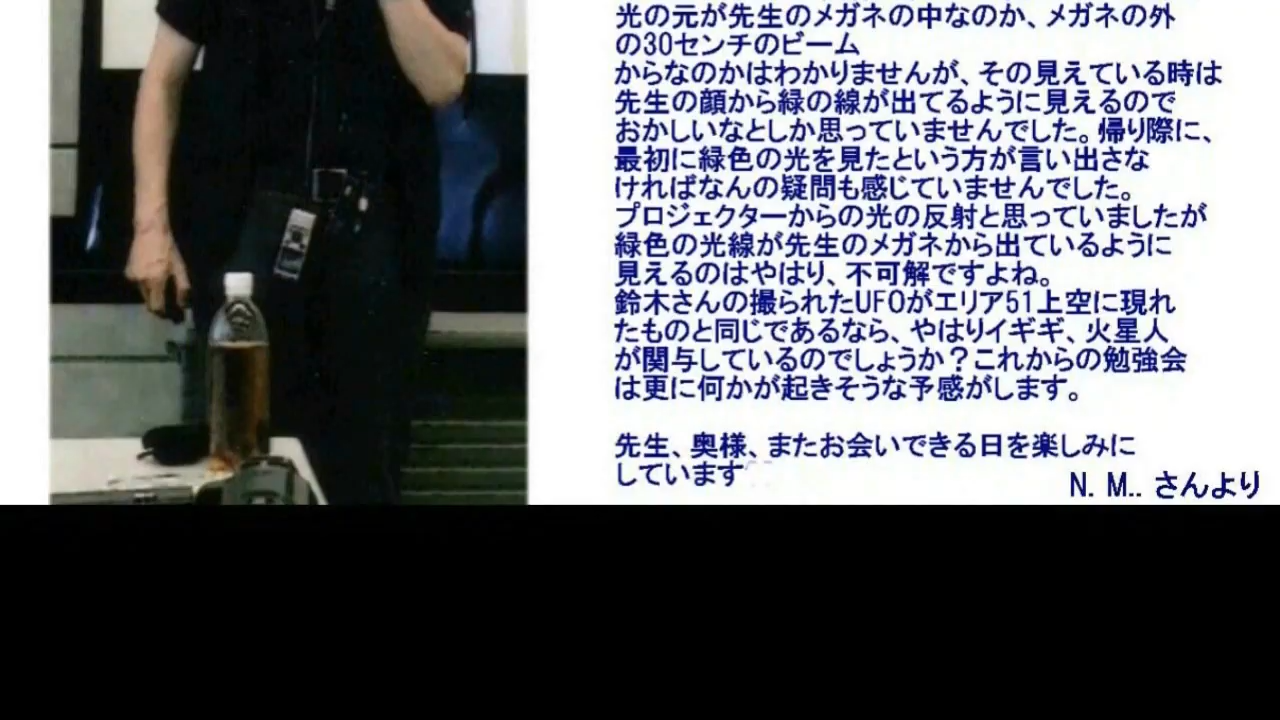 光の元が先生のメガネの中なのか、メガネの外
の30センチのビーム
からなのかはわかりませんが、その見えている時は
先生の顔から緑の線が出てるように見えるので
おかしいなとしか思っていませんでした。帰り際に、
最初に緑色の光を見たという方が言い出さな
ければなんの疑問も感じていませんでした。
プロジェクターからの光の反射と思っていましたが
緑色の光線が先生のメガネから出ているように
見えるのはやはり、不可解ですよね。
鈴木さんの撮られたUFOがエリア51上空に現れ
たものと同じであるなら、やはりイギギ、火星人
が関与しているのでしょうか？これからの勉強会
は更に何かが起きそうな予感がします。
先生、奥様、またお会いできる日を楽しみに
しています
N. M.. さんより